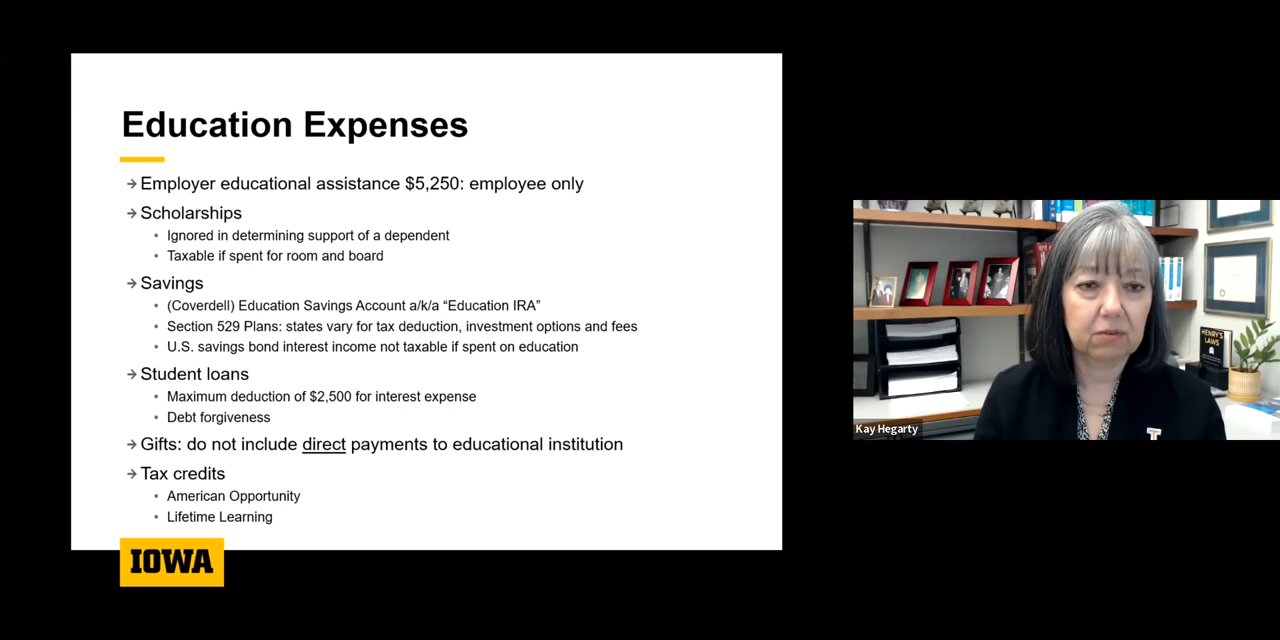 Education Expenses
→ Employer educational assistance $5,250: employee only
→ Scholarships
• Ignored in determining support of a dependent
• Taxable if spent for room and board
→ Savings
• (Coverdell) Education Savings Account a/k/a “Education IRA”
• Section 529 Plans: states vary for tax deduction, investment options and fees
• U.S. savings bond interest income not taxable if spent on education
→ Student loans
• Maximum deduction of $2,500 for interest expense
• Debt forgiveness
→ Gifts: do not include direct payments to educational institution
→ Tax credits
• American Opportunity
• Lifetime Learning
IOWA
HENRY'S
LAWS
Kay Hegarty